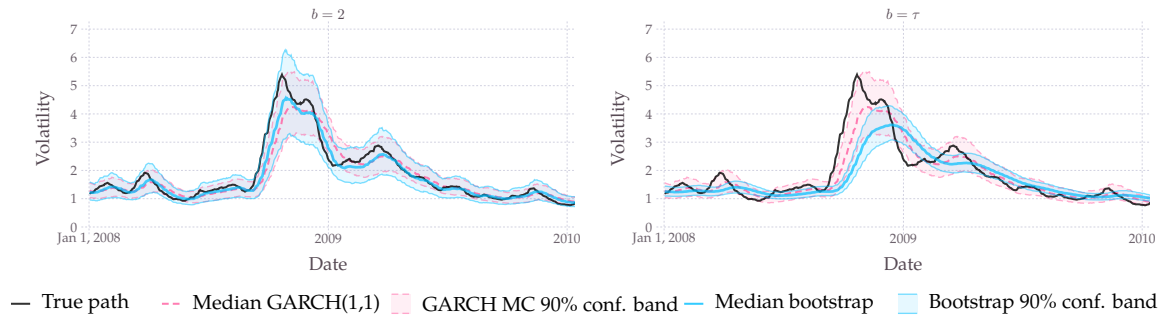 b = 2
7
6
5
4
3
2
1
0
Volatility
Jan 1, 2008
2009
2010
Date
b = τ
7
6
5
4
3
2
1
0
Volatility
Jan 1, 2008
2009
2010
Date
True path Median GARCH(1,1) GARCH MC 90% conf. band Median bootstrap Bootstrap 90% conf. band